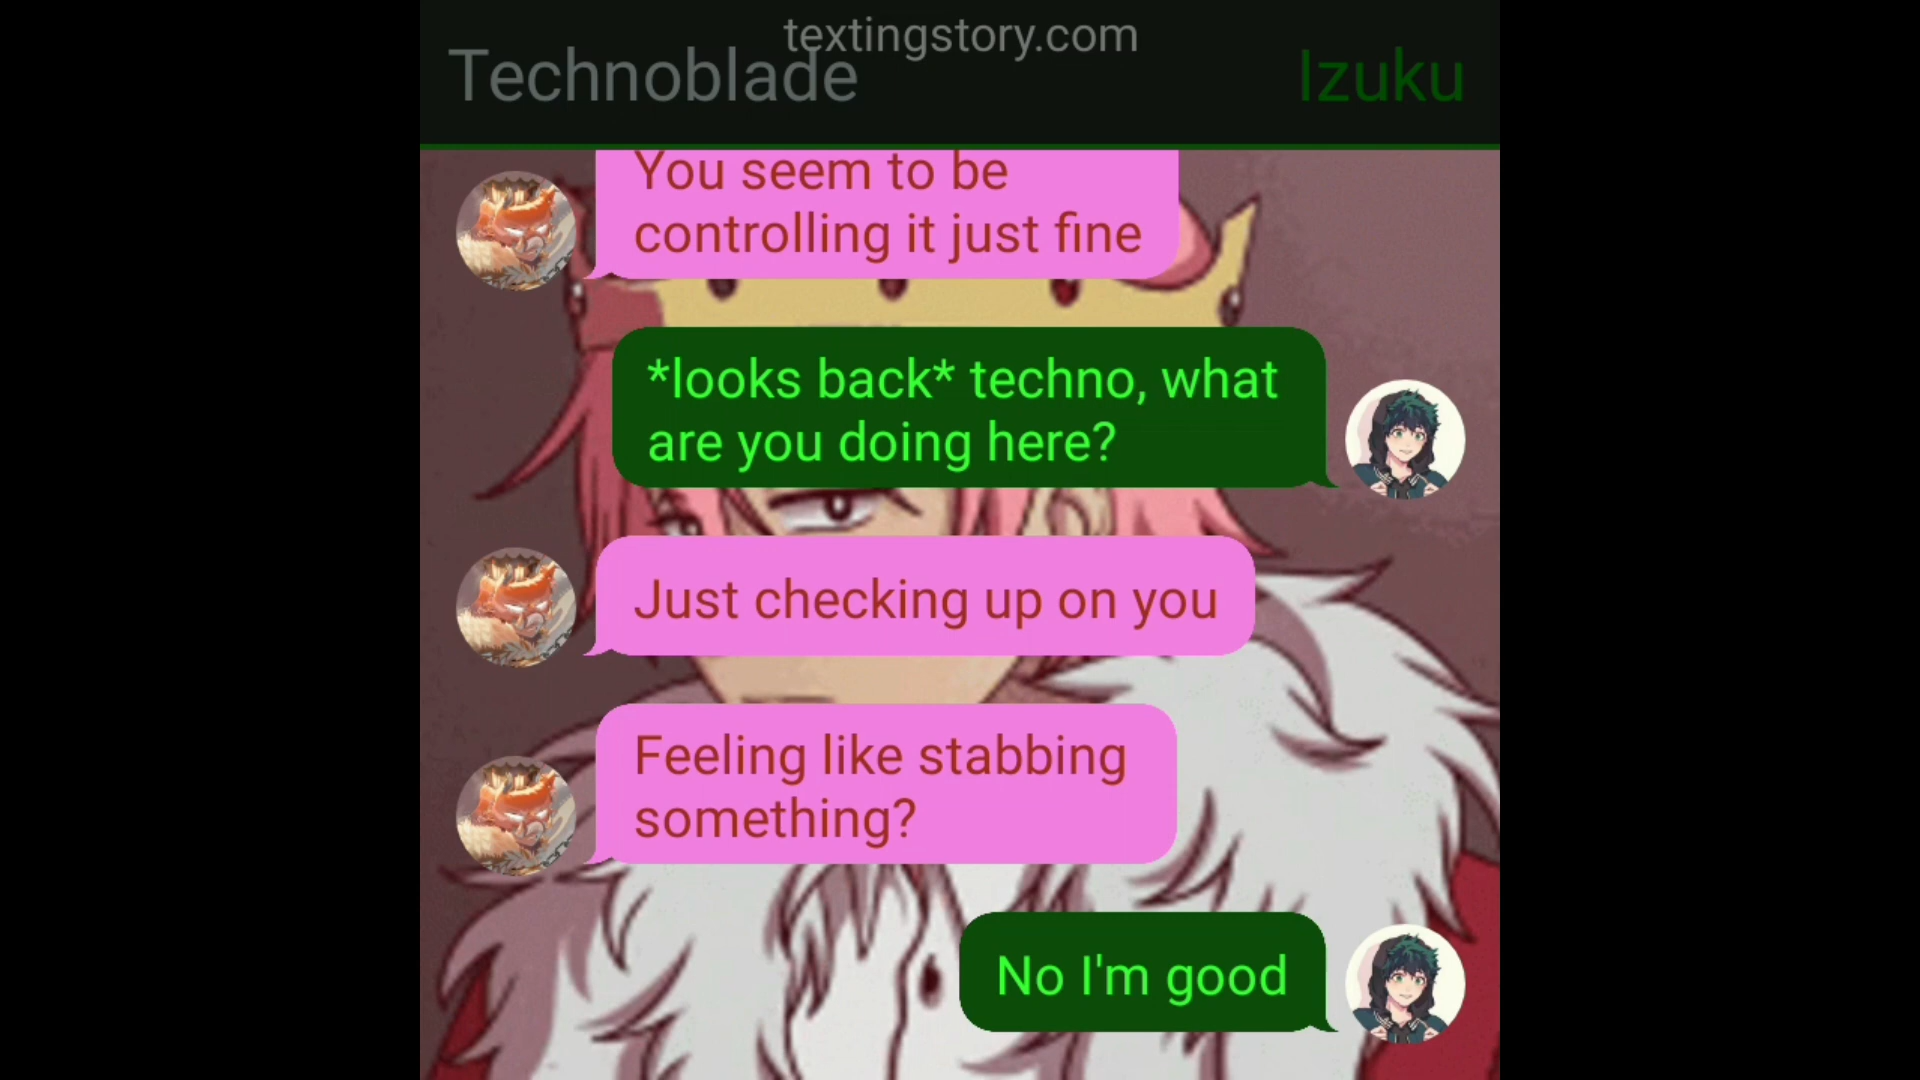 textingstory.com
Technoblade
Izuku
You seem to be
controlling it just fine
*looks back* techno, what
are you doing here?
Just checking up on you
Feeling like stabbing
something?
No I'm good